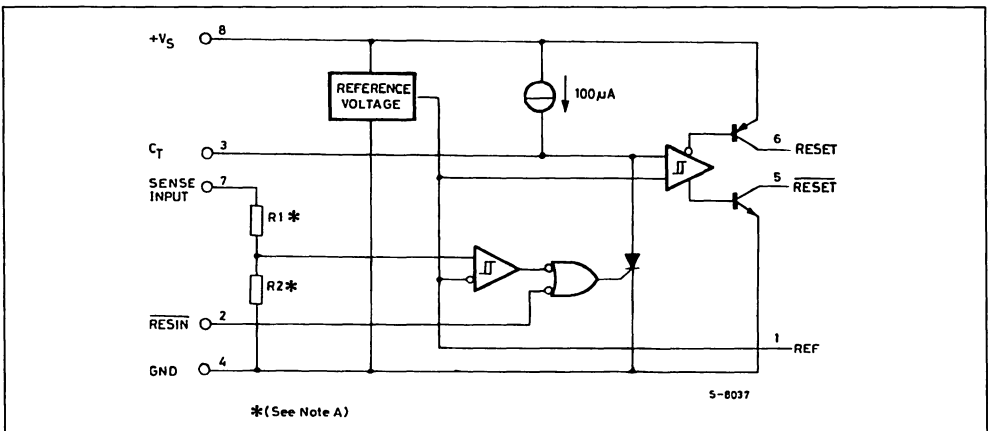 +VS 8
REFERENCE
VOLTAGE
100µA
CT 3
6 RESET
SENSE
INPUT 7
5 RESET
R1*
R2*
RESIN 2
1 REF
GND 4
S-8037
*(See Note A)